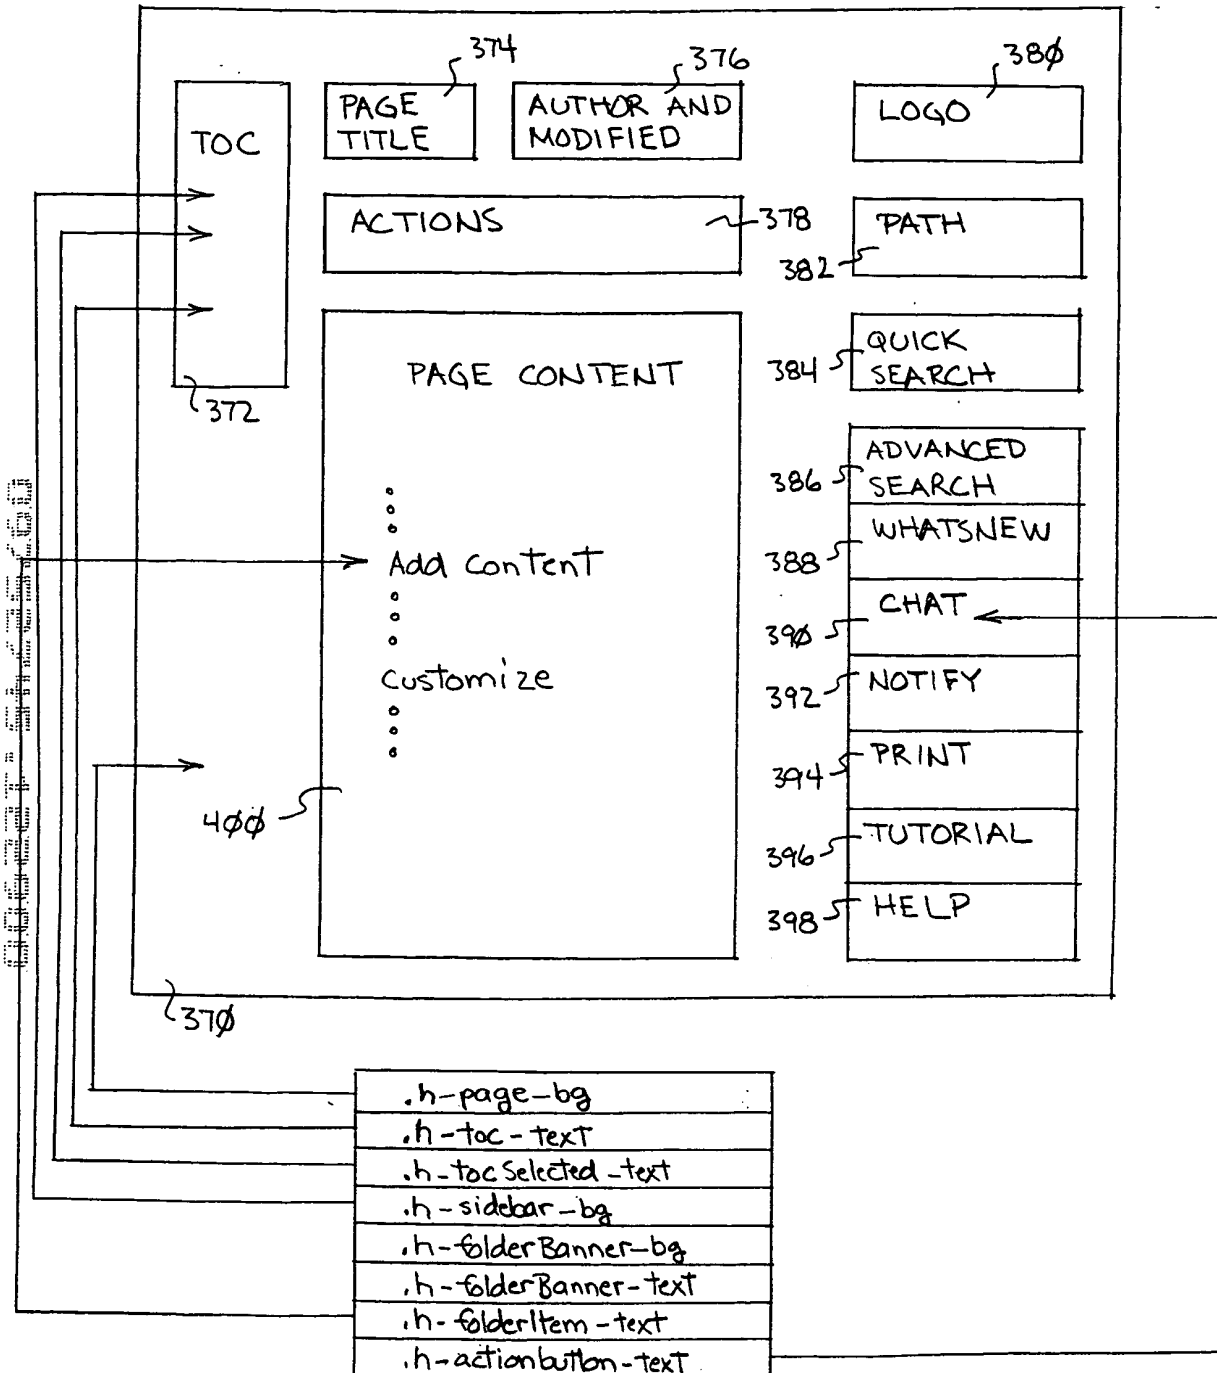 374
376
380
PAGE
TITLE
AUTHOR AND
MODIFIED
LOGO
TOC
ACTIONS
378
PATH
382
QUICK
SEARCH
384
PAGE CONTENT
372
ADVANCED
SEARCH
386
WHATSNEW
388
Add content
CHAT
390
customize
NOTIFY
392
PRINT
394
400
TUTORIAL
396
HELP
398
370
.h-page-bg
.h-toc-text
.h-tocSelected-text
.h-sidebar-bg
.h-folderBanner-bg
.h-folderBanner-text
.h-folderItem-text
.h-actionbutton-text